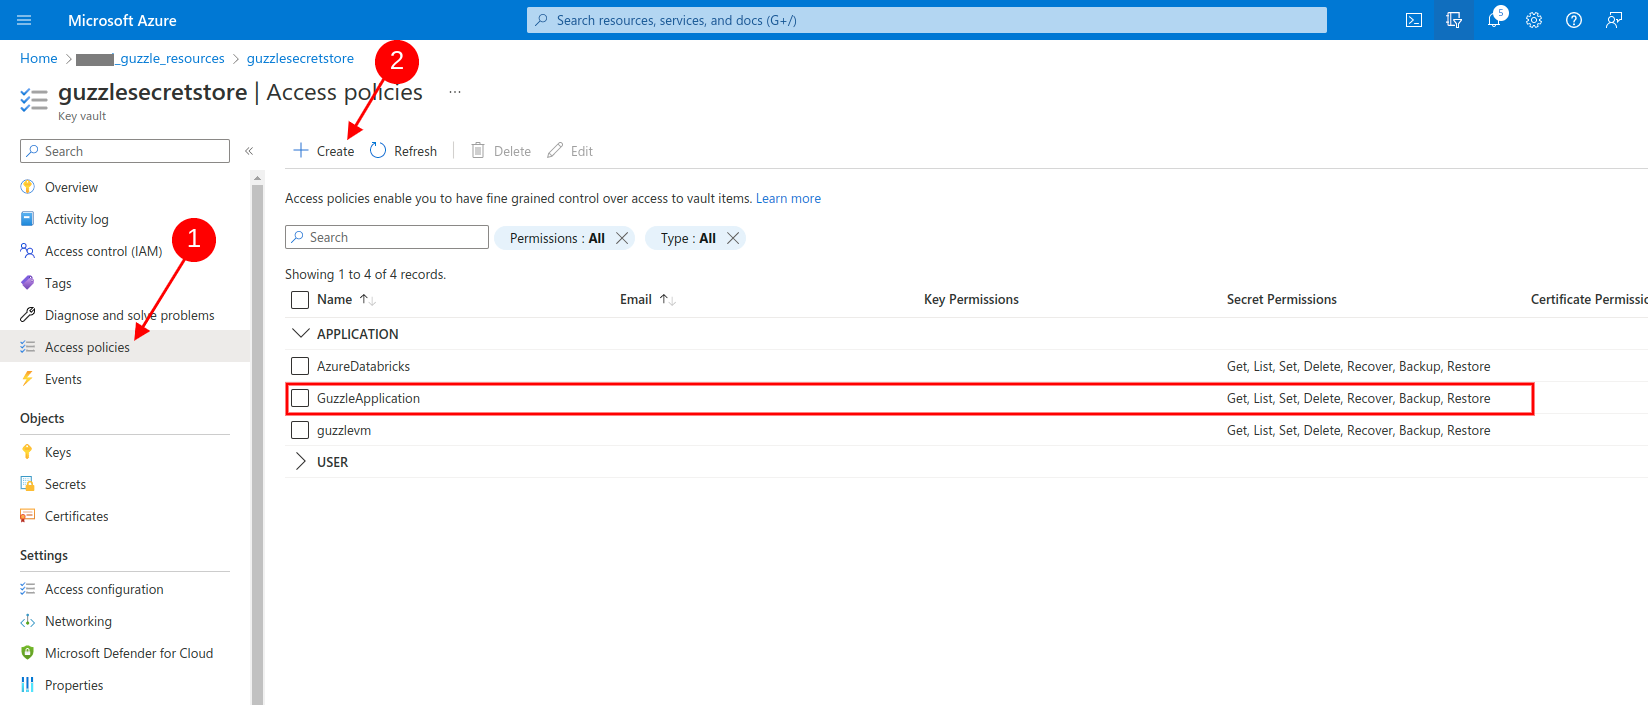 Microsoft Azure
Search resources, services, and docs (G+/)
5
Home > _guzzle_resources > guzzlesecretstore
2
guzzlesecretstore | Access policies ...
Key vault
Search
«
Create Refresh Delete Edit
Overview
Activity log
Access control (IAM)
1
Tags
Diagnose and solve problems
Access policies
Events
Objects
Keys
Secrets
Certificates
Settings
Access configuration
Networking
Microsoft Defender for Cloud
Properties
Access policies enable you to have fine grained control over access to vault items. Learn more
Search Permissions : All Type : All
Showing 1 to 4 of 4 records.
Name Email Key Permissions Secret Permissions Certificate Permissio
APPLICATION
AzureDatabricks Get, List, Set, Delete, Recover, Backup, Restore
GuzzleApplication Get, List, Set, Delete, Recover, Backup, Restore
guzzlevm Get, List, Set, Delete, Recover, Backup, Restore
USER